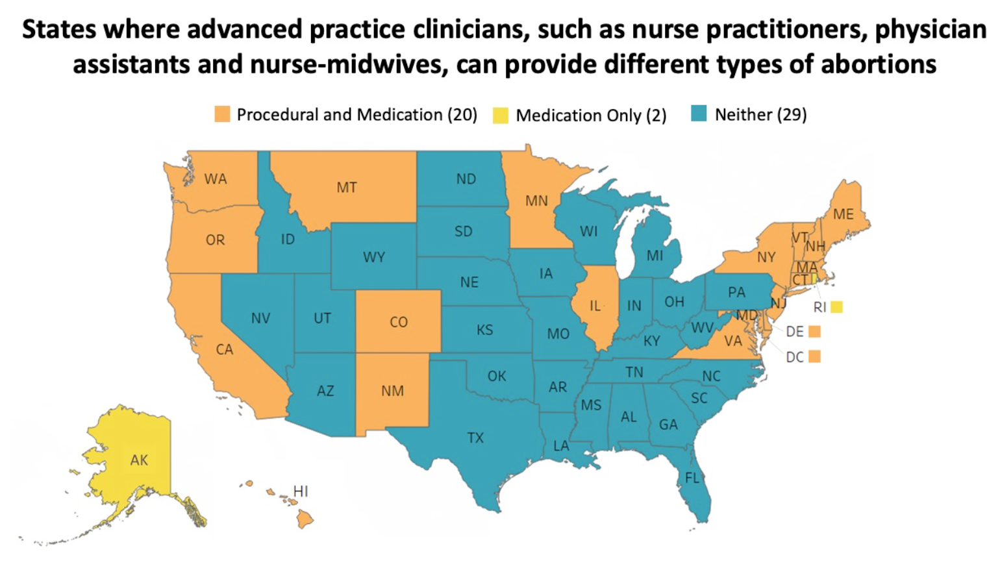 States where advanced practice clinicians, such as nurse practitioners, physician
assistants and nurse-midwives, can provide different types of abortions
Procedural and Medication (20) Medication Only (2) Neither (29)
WA
MT
ND
MN
ME
OR
ID
SD
WI
VT
NH
WY
MI
NY
MA
NE
IA
CT
PA
NV
UT
CO
IL
IN
OH
NJ
RI
MD
KS
MO
WV
DE
CA
KY
VA
DC
AZ
NM
OK
AR
TN
NC
SC
MS
AL
GA
TX
LA
AK
FL
HI